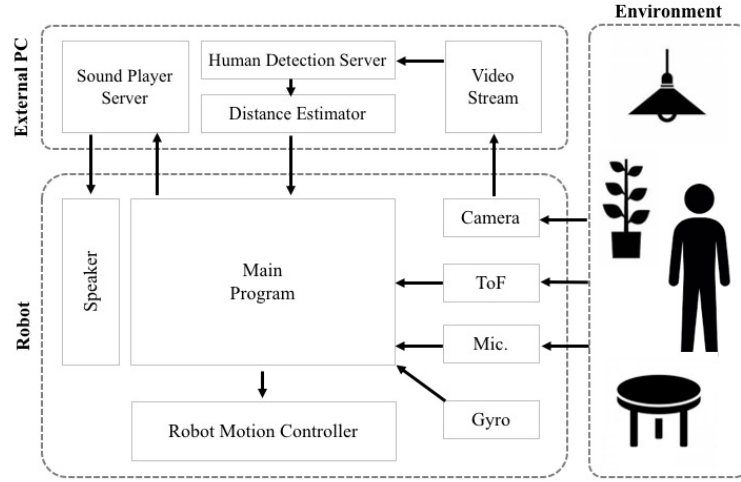 Environment
External PC
Sound Player
Server
Human Detection Server
Distance Estimator
Video
Stream
Robot
Speaker
Main
Program
Camera
ToF
Mic.
Gyro
Robot Motion Controller